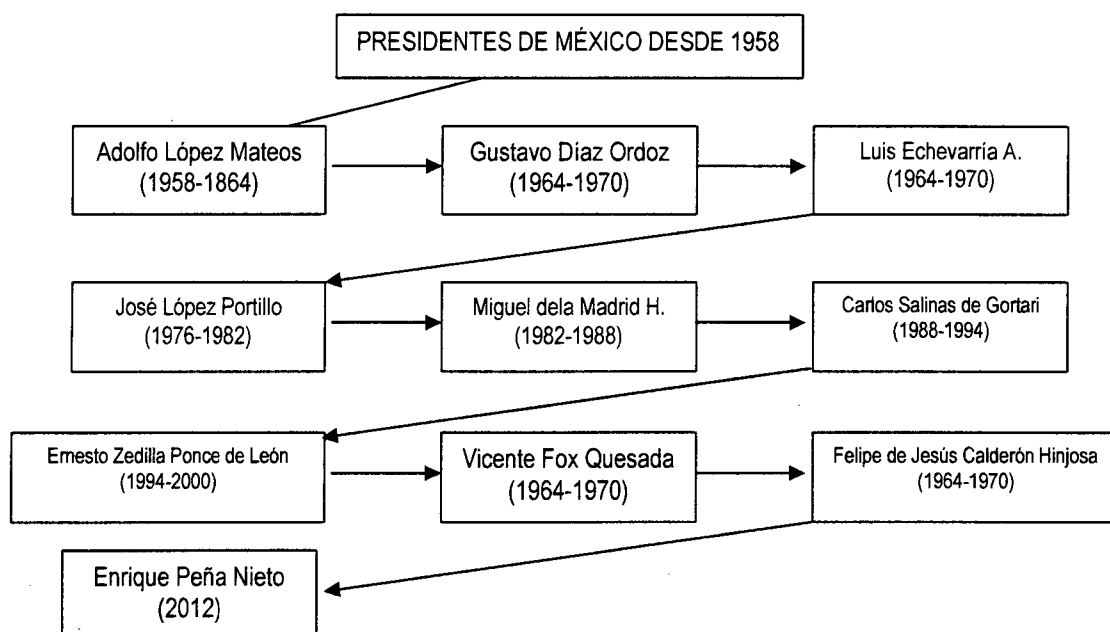 PRESIDENTES DE MÉXICO DESDE 1958
Adolfo López Mateos
(1958-1864)
Gustavo Díaz Ordoz
(1964-1970)
Luis Echevarría A.
(1964-1970)
José López Portillo
(1976-1982)
Miguel dela Madrid H.
(1982-1988)
Carlos Salinas de Gortari
(1988-1994)
Ernesto Zedilla Ponce de León
(1994-2000)
Vicente Fox Quesada
(1964-1970)
Felipe de Jesús Calderón Hinjosa
(1964-1970)
Enrique Peña Nieto
(2012)